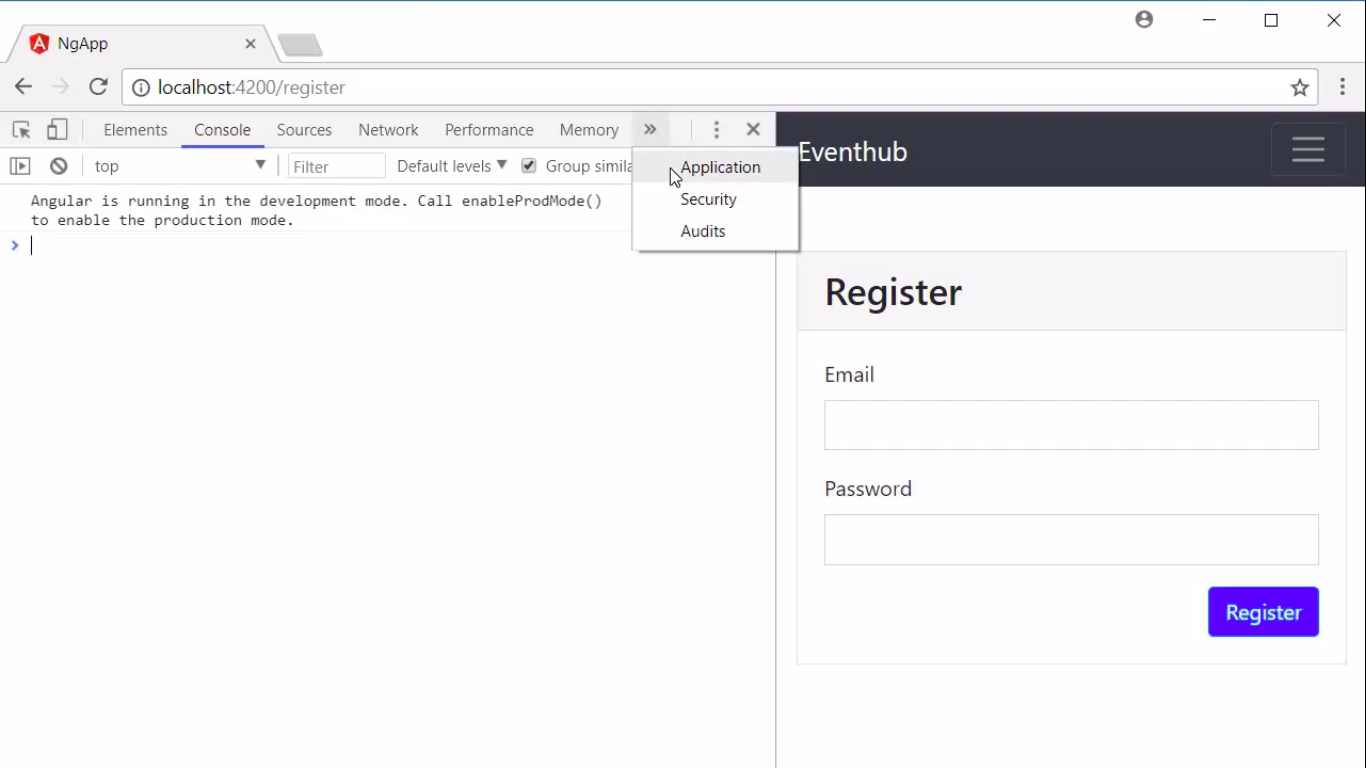 NgApp
localhost:4200/register
Elements Console Sources Network Performance Memory
top Filter Default levels Group simila
Application
Security
Audits
Angular is running in the development mode. Call enableProdMode()
to enable the production mode.
Eventhub
Register
Email
Password
Register